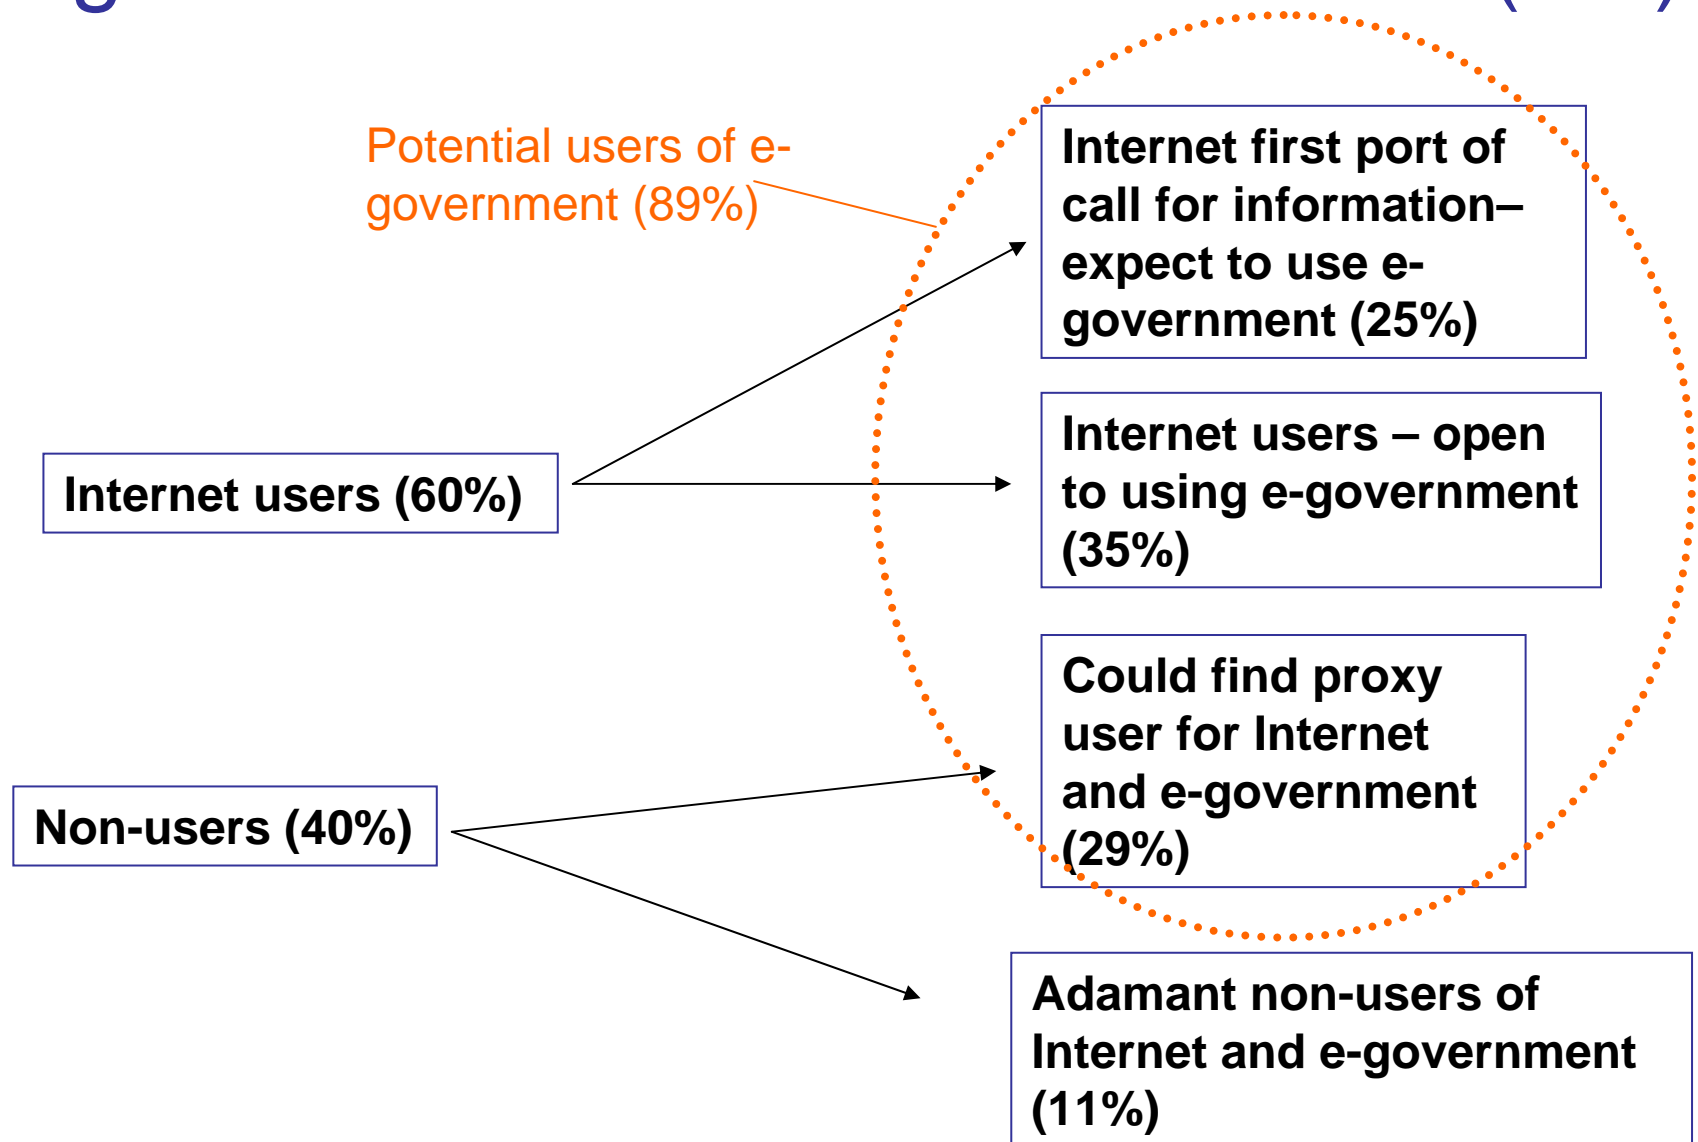 Potential users of e-
government (89%)
Internet first port of
call for information–
expect to use e-
government (25%)
Internet users – open
to using e-government
(35%)
Internet users (60%)
Could find proxy
user for Internet
and e-government
(29%)
Non-users (40%)
Adamant non-users of
Internet and e-government
(11%)